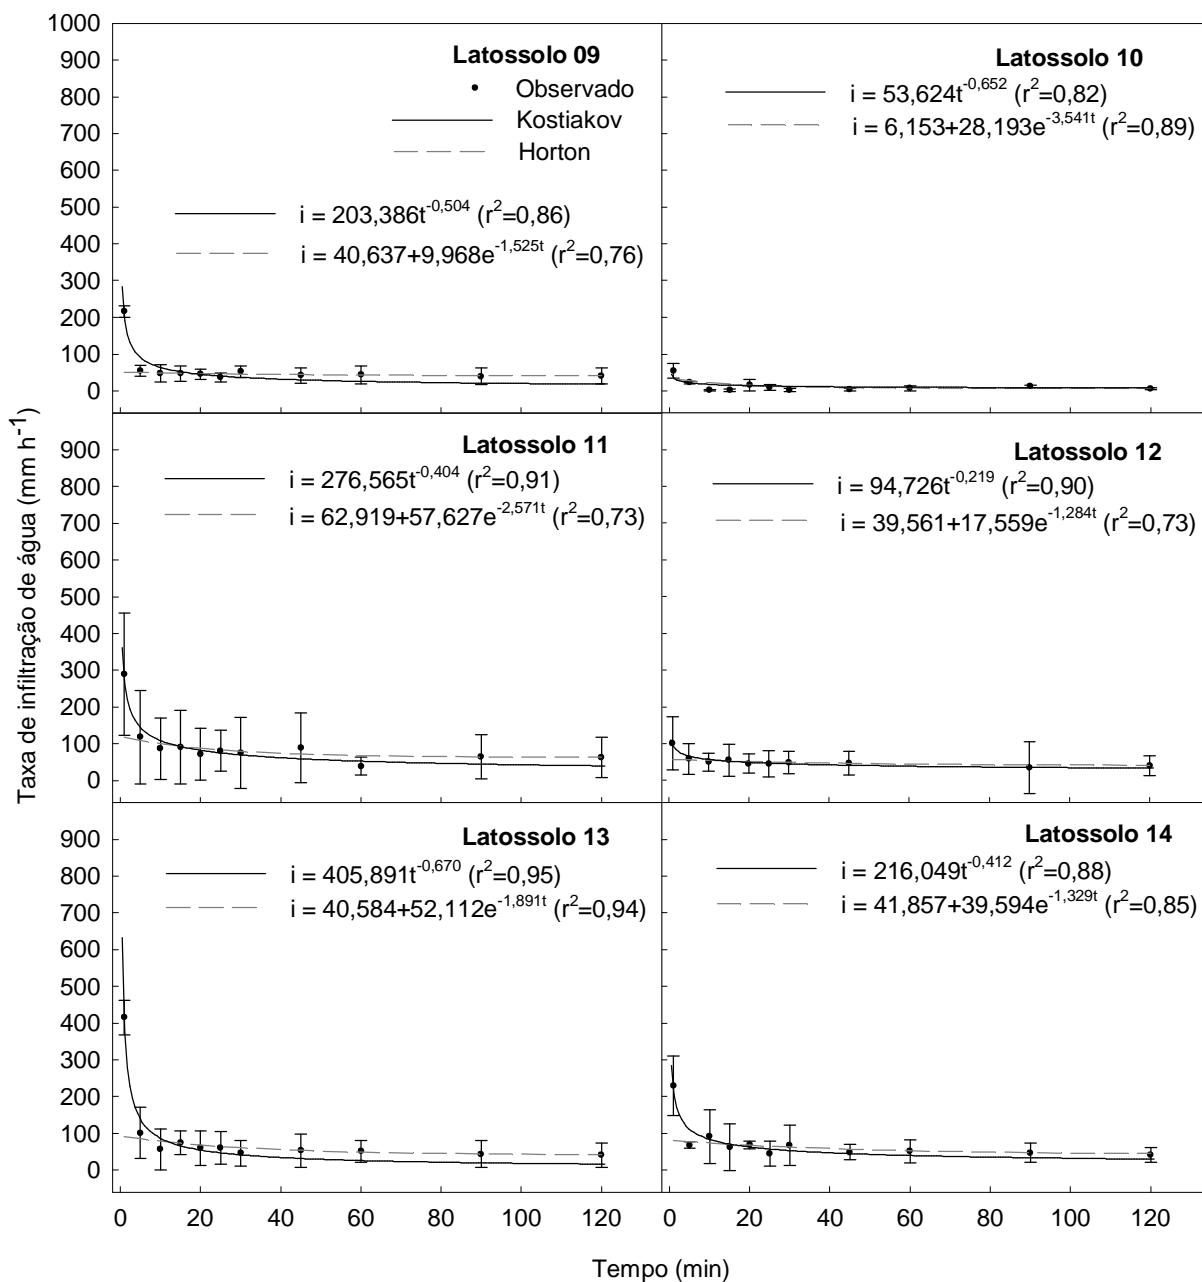 Taxa de infiltração de água (mm h-1)
1000
900
800
700
600
500
400
300
200
100
0
Latossolo 09
Observado
Kostiakov
Horton
i = 203,386t-0,504 (r2=0,86)
i = 40,637+9,968e-1,525t (r2=0,76)
Latossolo 10
i = 53,624t-0,652 (r2=0,82)
i = 6,153+28,193e-3,541t (r2=0,89)
900
800
700
600
500
400
300
200
100
0
Latossolo 11
i = 276,565t-0,404 (r2=0,91)
i = 62,919+57,627e-2,571t (r2=0,73)
Latossolo 12
i = 94,726t-0,219 (r2=0,90)
i = 39,561+17,559e-1,284t (r2=0,73)
900
800
700
600
500
400
300
200
100
0
Latossolo 13
i = 405,891t-0,670 (r2=0,95)
i = 40,584+52,112e-1,891t (r2=0,94)
Latossolo 14
i = 216,049t-0,412 (r2=0,88)
i = 41,857+39,594e-1,329t (r2=0,85)
0 20 40 60 80 100 120
0 20 40 60 80 100 120
Tempo (min)